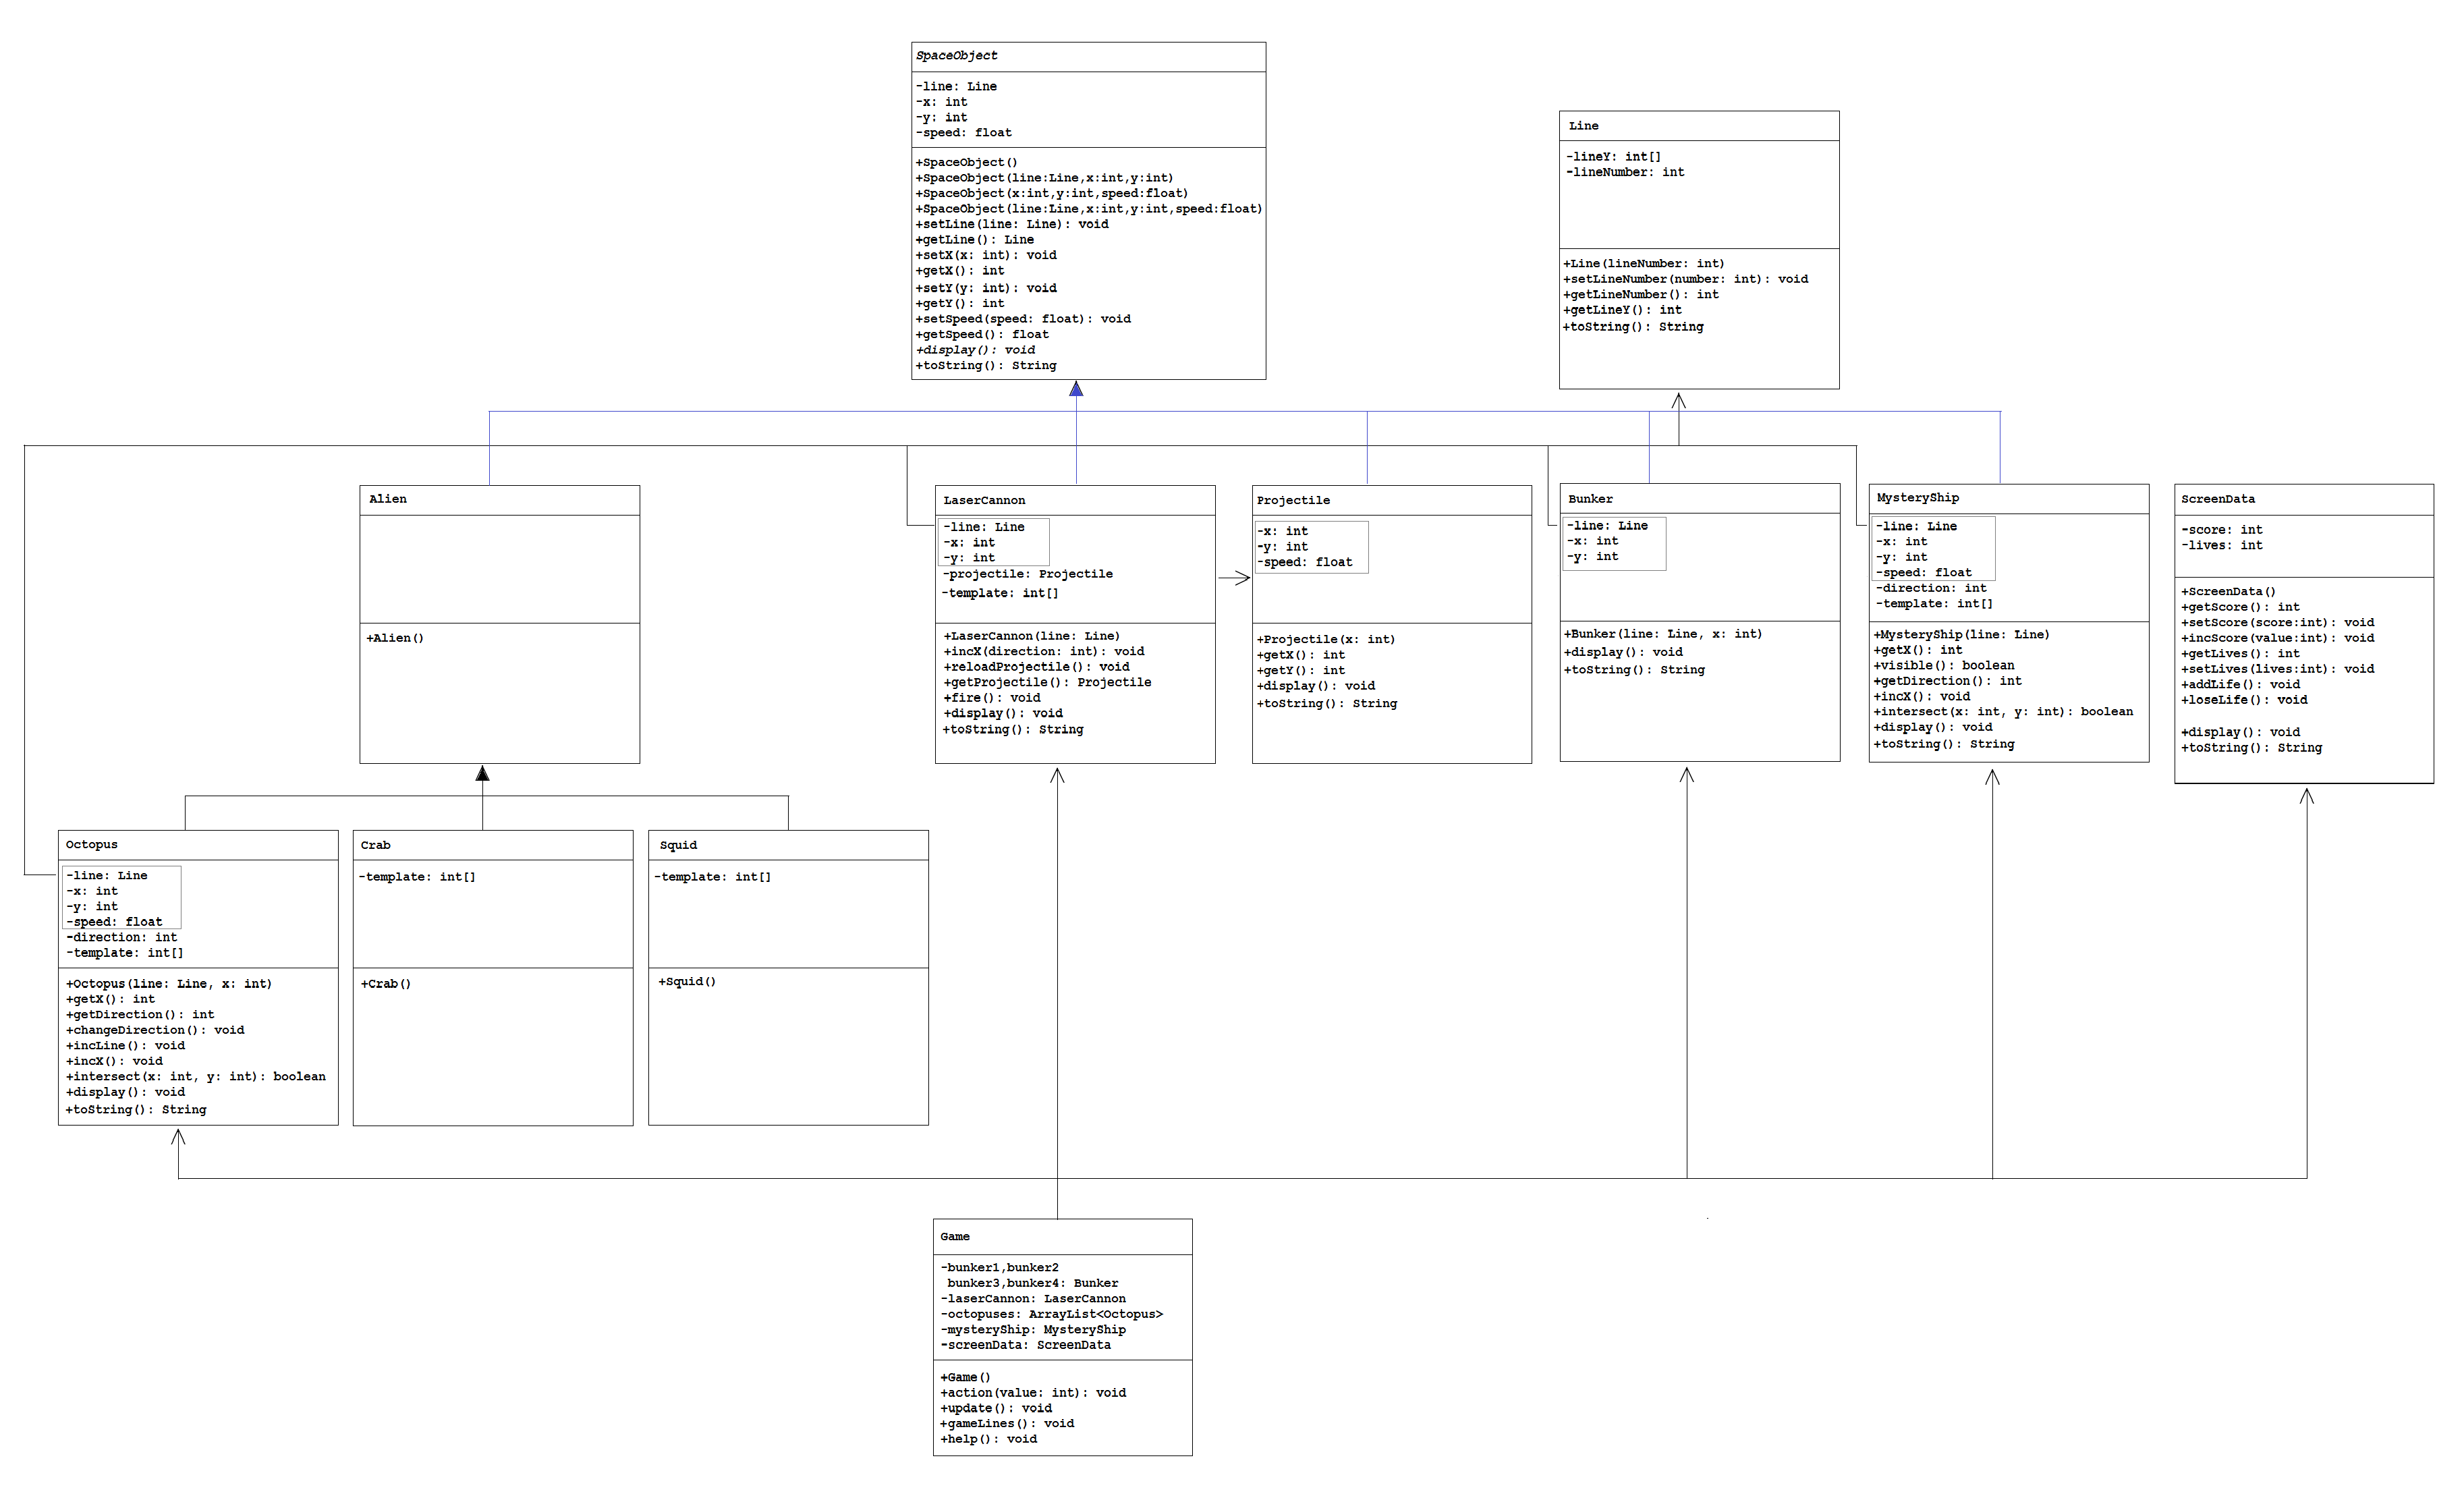 SpaceObject
-line: Line
-x: int
-y: int
-speed: float
+SpaceObject()
+SpaceObject(line:Line,x:int,y:int)
+SpaceObject(x:int,y:int,speed:float)
+SpaceObject(line:Line,x:int,y:int,speed:float)
+setLine(line: Line): void
+getLine(): Line
+setX(x: int): void
+getX(): int
+setY(y: int): void
+getY(): int
+setSpeed(speed: float): void
+getSpeed(): float
+display(): void
+toString(): String
Line
-lineY: int[]
-lineNumber: int
+Line(lineNumber: int)
+setLineNumber(number: int): void
+getLineNumber(): int
+getLineY(): int
+toString(): String
Alien
+Alien()
LaserCannon
-line: Line
-x: int
-y: int
-projectile: Projectile
-template: int[]
+LaserCannon(line: Line)
+incX(direction: int): void
+reloadProjectile(): void
+getProjectile(): Projectile
+fire(): void
+display(): void
+toString(): String
Projectile
-x: int
-y: int
-speed: float
+Projectile(x: int)
+getX(): int
+getY(): int
+display(): void
+toString(): String
Bunker
-line: Line
-x: int
-y: int
+Bunker(line: Line, x: int)
+display(): void
+toString(): String
MysteryShip
-line: Line
-x: int
-y: int
-speed: float
-direction: int
-template: int[]
+MysteryShip(line: Line)
+getX(): int
+visible(): boolean
+getDirection(): int
+incX(): void
+intersect(x: int, y: int): boolean
+display(): void
+toString(): String
ScreenData
-score: int
-lives: int
+ScreenData()
+getScore(): int
+setScore(score:int): void
+incScore(value:int): void
+getLives(): int
+setLives(lives:int): void
+addLife(): void
+loseLife(): void
+display(): void
+toString(): String
Octopus
-line: Line
-x: int
-y: int
-speed: float
-direction: int
-template: int[]
+Octopus(line: Line, x: int)
+getX(): int
+getDirection(): int
+changeDirection(): void
+incLine(): void
+incX(): void
+intersect(x: int, y: int): boolean
+display(): void
+toString(): String
Crab
-template: int[]
+Crab()
Squid
-template: int[]
+Squid()
Game
-bunker1,bunker2
bunker3,bunker4: Bunker
-laserCannon: LaserCannon
-octopuses: ArrayList<Octopus>
-mysteryShip: MysteryShip
-screenData: ScreenData
+Game()
+action(value: int): void
+update(): void
+gameLines(): void
+help(): void